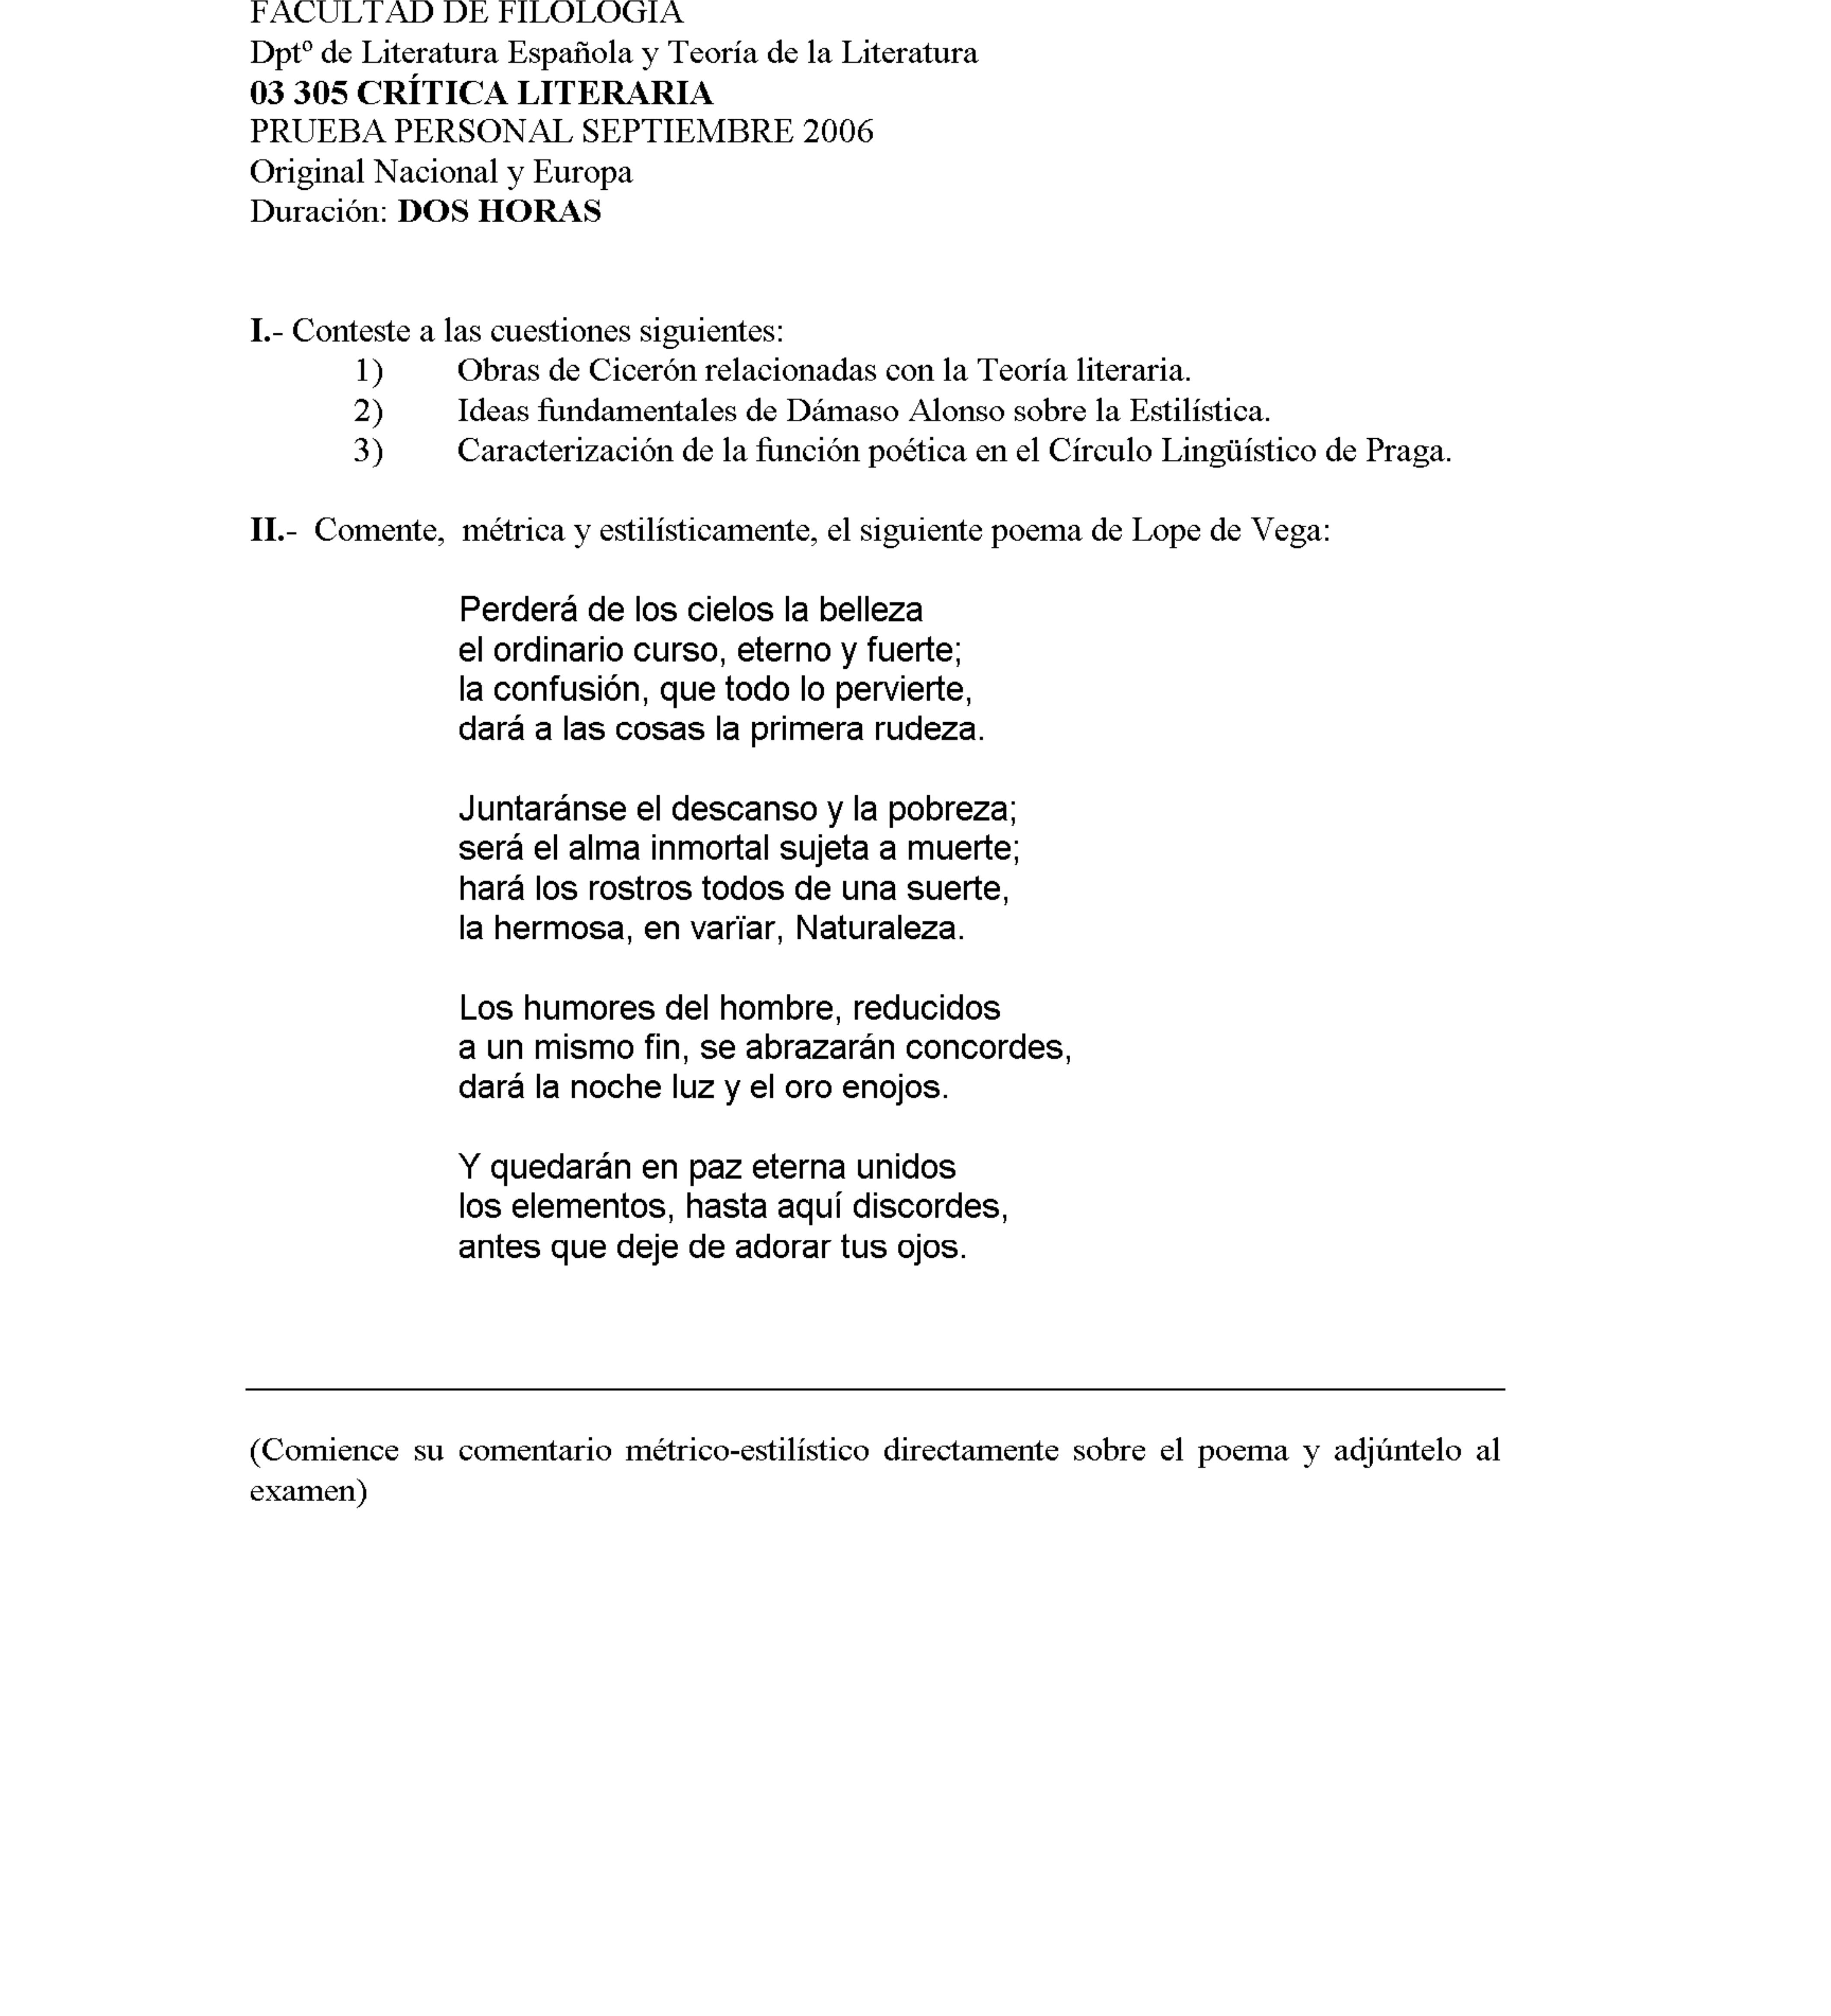 FACULTAD DE FILOLOGÍA
Dptº de Literatura Española y Teoría de la Literatura
03 305 CRÍTICA LITERARIA
PRUEBA PERSONAL SEPTIEMBRE 2006
Original Nacional y Europa
Duración: DOS HORAS
I.- Conteste a las cuestiones siguientes:
1) Obras de Cicerón relacionadas con la Teoría literaria.
2) Ideas fundamentales de Dámaso Alonso sobre la Estilística.
3) Caracterización de la función poética en el Círculo Lingüístico de Praga.
II.- Comente, métrica y estilísticamente, el siguiente poema de Lope de Vega:
Perderá de los cielos la belleza
el ordinario curso, eterno y fuerte;
la confusión, que todo lo pervierte,
dará a las cosas la primera rudeza.
Juntaránse el descanso y la pobreza;
será el alma inmortal sujeta a muerte;
hará los rostros todos de una suerte,
la hermosa, en varïar, Naturaleza.
Los humores del hombre, reducidos
a un mismo fin, se abrazarán concordes,
dará la noche luz y el oro enojos.
Y quedarán en paz eterna unidos
los elementos, hasta aquí discordes,
antes que deje de adorar tus ojos.
(Comience su comentario métrico-estilístico directamente sobre el poema y adjúntelo al
examen)